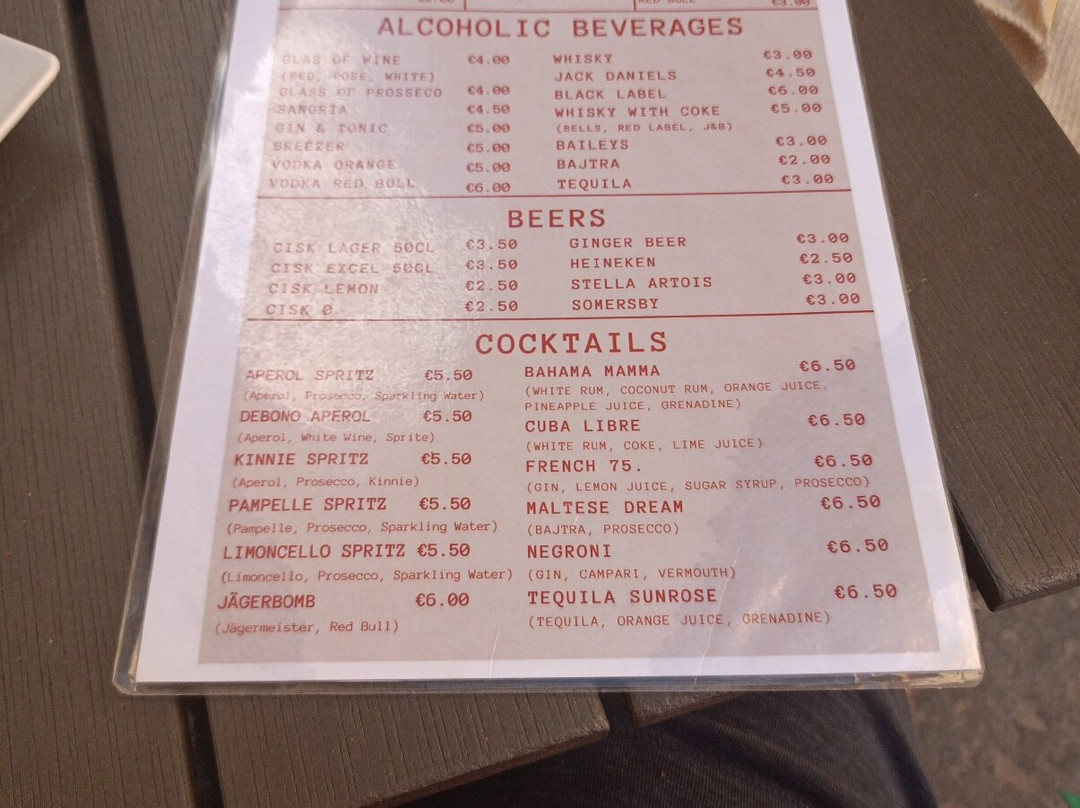 RED BULL €3.00
ALCOHOLIC BEVERAGES
GLAS OF WINE €4.00
(RED, ROSE, WHITE)
GLASS OF PROSSECO €4.00
SANGRIA €4.50
GIN & TONIC €5.00
BREEZER €5.00
VODKA ORANGE €5.00
VODKA RED BULL €6.00
WHISKY €3.00
JACK DANIELS €4.50
BLACK LABEL €6.00
WHISKY WITH COKE €5.00
(BELLS, RED LABEL, J&B)
BAILEYS €3.00
BAJTRA €2.00
TEQUILA €3.00
BEERS
CISK LAGER 50CL €3.50
CISK EXCEL 50CL €3.50
CISK LEMON €2.50
CISK 0 €2.50
GINGER BEER €3.00
HEINEKEN €2.50
STELLA ARTOIS €3.00
SOMERSBY €3.00
COCKTAILS
APEROL SPRITZ €5.50
(Aperol, Prosecco, Sparkling Water)
DEBONO APEROL €5.50
(Aperol, White Wine, Sprite)
KINNIE SPRITZ €5.50
(Aperol, Prosecco, Kinnie)
PAMPELLE SPRITZ €5.50
(Pampelle, Prosecco, Sparkling Water)
LIMONCELLO SPRITZ €5.50
(Limoncello, Prosecco, Sparkling Water)
JÄGERBOMB €6.00
(Jägermeister, Red Bull)
BAHAMA MAMMA €6.50
(WHITE RUM, COCONUT RUM, ORANGE JUICE,
PINEAPPLE JUICE, GRENADINE)
CUBA LIBRE €6.50
(WHITE RUM, COKE, LIME JUICE)
FRENCH 75. €6.50
(GIN, LEMON JUICE, SUGAR SYRUP, PROSECCO)
MALTESE DREAM €6.50
(BAJTRA, PROSECCO)
NEGRONI €6.50
(GIN, CAMPARI, VERMOUTH)
TEQUILA SUNROSE €6.50
(TEQUILA, ORANGE JUICE, GRENADINE)